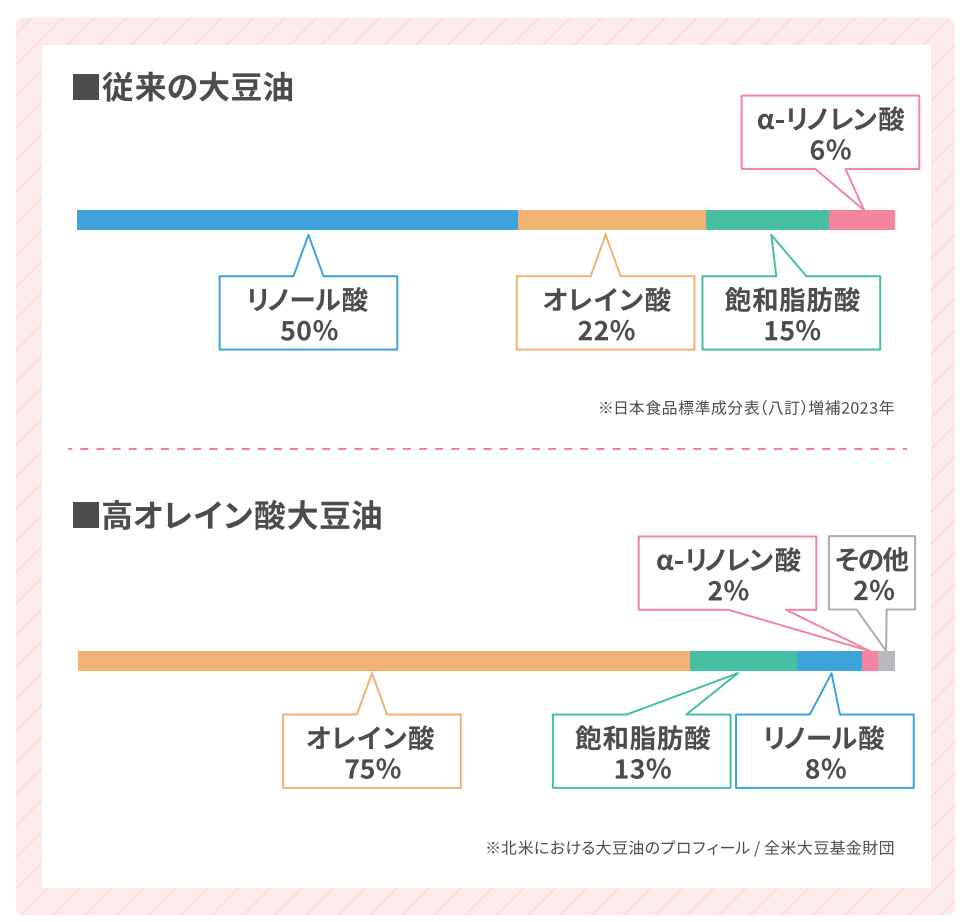 ■従来の大豆油
α-リノレン酸
6%
リノール酸
50%
オレイン酸
22%
飽和脂肪酸
15%
※日本食品標準成分表(八訂)増補2023年
■高オレイン酸大豆油
α-リノレン酸
2%
その他
2%
オレイン酸
75%
飽和脂肪酸
13%
リノール酸
8%
※北米における大豆油のプロフィール / 全米大豆基金財団